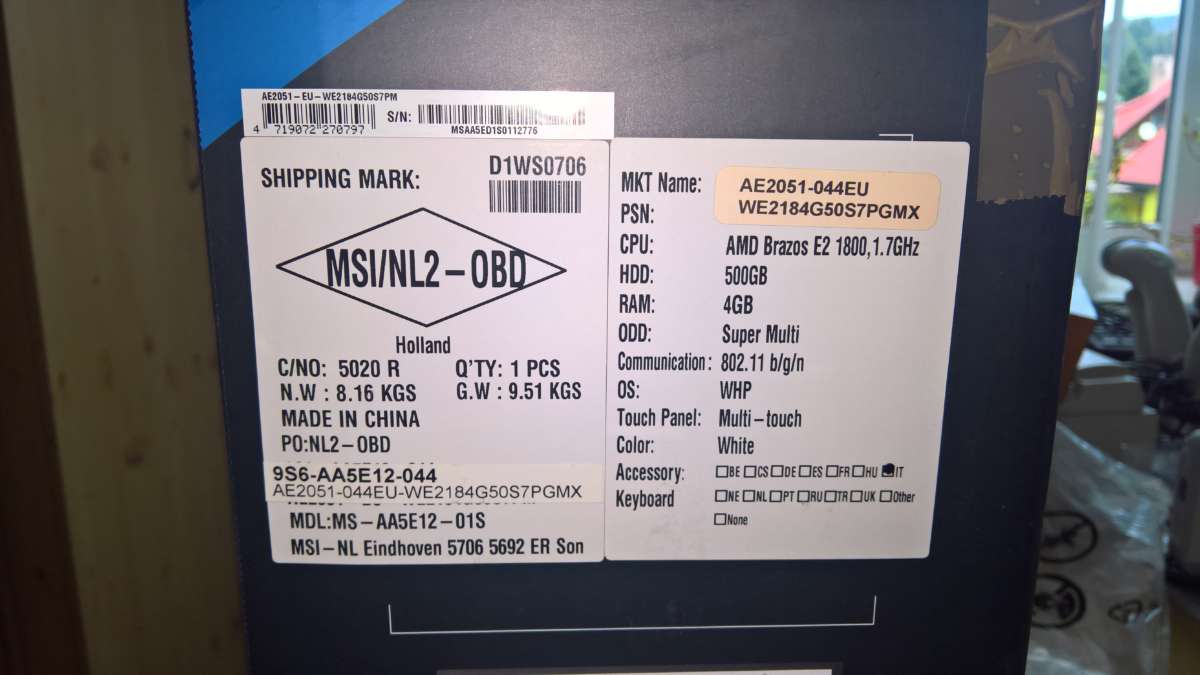 AE2051-EU-WE2184G50S7PM
4 719072 270797
S/N:
MSAA5ED1S0112776
SHIPPING MARK:
D1WS0706
MSI/NL2-OBD
Holland
C/NO: 5020 R Q'TY: 1 PCS
N.W : 8.16 KGS G.W : 9.51 KGS
MADE IN CHINA
PO:NL2-OBD
9S6-AA5E12-044
AE2051-044EU-WE2184G50S7PGMX
MDL:MS-AA5E12-01S
MSI-NL Eindhoven 5706 5692 ER Son
MKT Name: AE2051-044EU
PSN: WE2184G50S7PGMX
CPU: AMD Brazos E2 1800,1.7GHz
HDD: 500GB
RAM: 4GB
ODD: Super Multi
Communication: 802.11 b/g/n
OS: WHP
Touch Panel: Multi-touch
Color: White
Accessory: □BE □CS □DE □ES □FR □HU ■IT
Keyboard □NE □NL □PT □RU □TR □UK □Other
□None